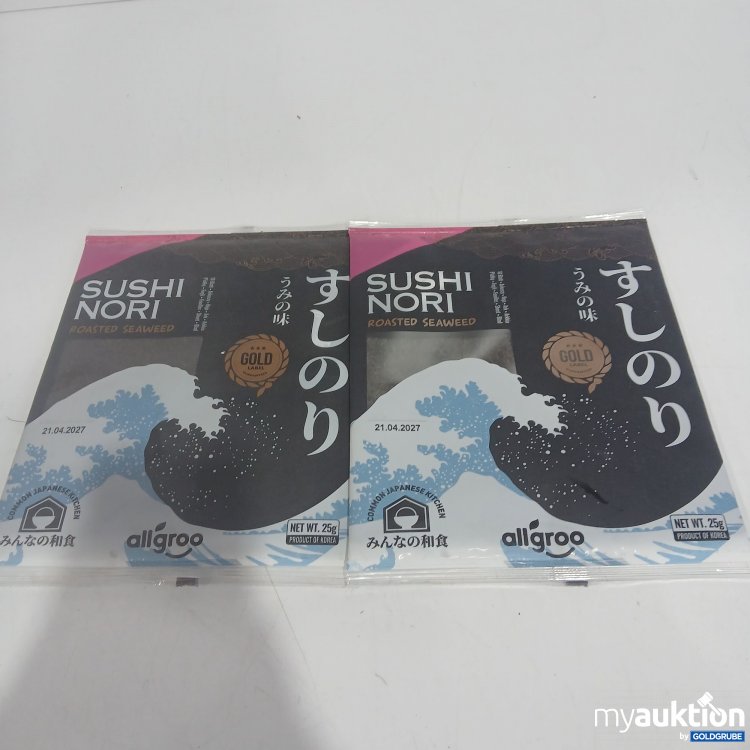 SUSHI
NORI
ROASTED SEAWEED
すしのり
うみの味
GOLD
LABEL
21.04.2027
COMMON JAPANESE KITCHEN
みんなの和食
allgroo
NET WT. 25g
PRODUCT OF KOREA
SUSHI
NORI
ROASTED SEAWEED
すしのり
うみの味
GOLD
LABEL
21.04.2027
COMMON JAPANESE KITCHEN
みんなの和食
allgroo
NET WT. 25g
PRODUCT OF KOREA
myauktion
by GOLDGRUBE